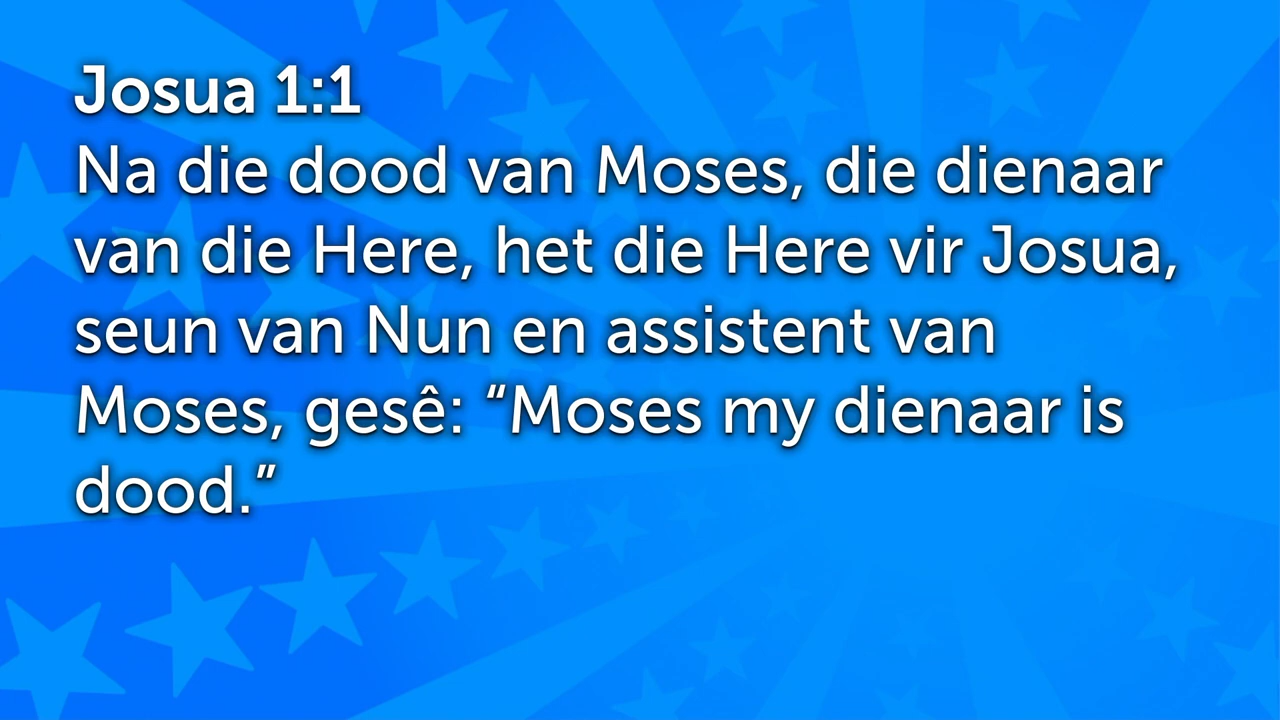 Josua 1:1
Na die dood van Moses, die dienaar
van die Here, het die Here vir Josua,
seun van Nun en assistent van
Moses, gesê: “Moses my dienaar is
dood.”